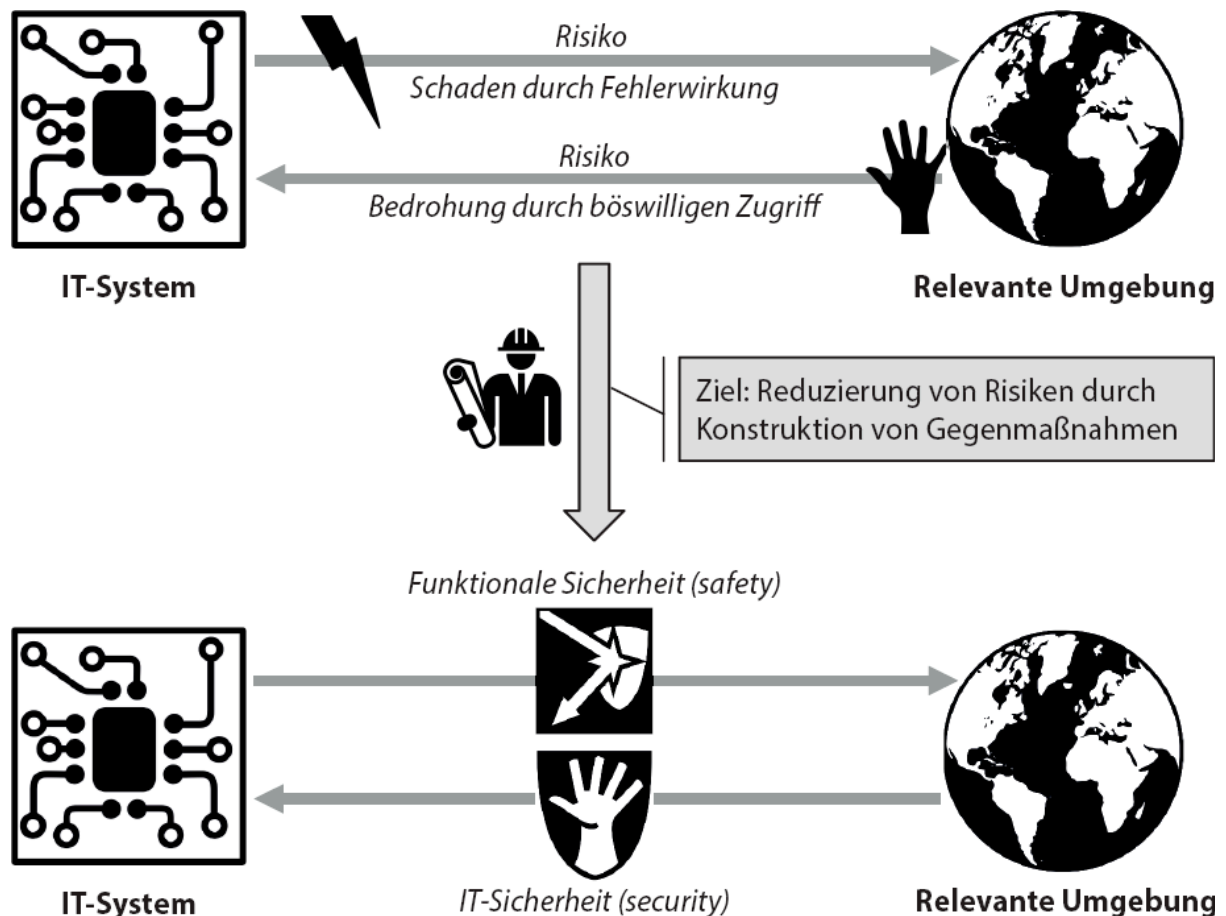 Risiko
Schaden durch Fehlerwirkung
Risiko
Bedrohung durch böswilligen Zugriff
IT-System
Relevante Umgebung
Ziel: Reduzierung von Risiken durch
Konstruktion von Gegenmaßnahmen
Funktionale Sicherheit (safety)
IT-System
IT-Sicherheit (security)
Relevante Umgebung